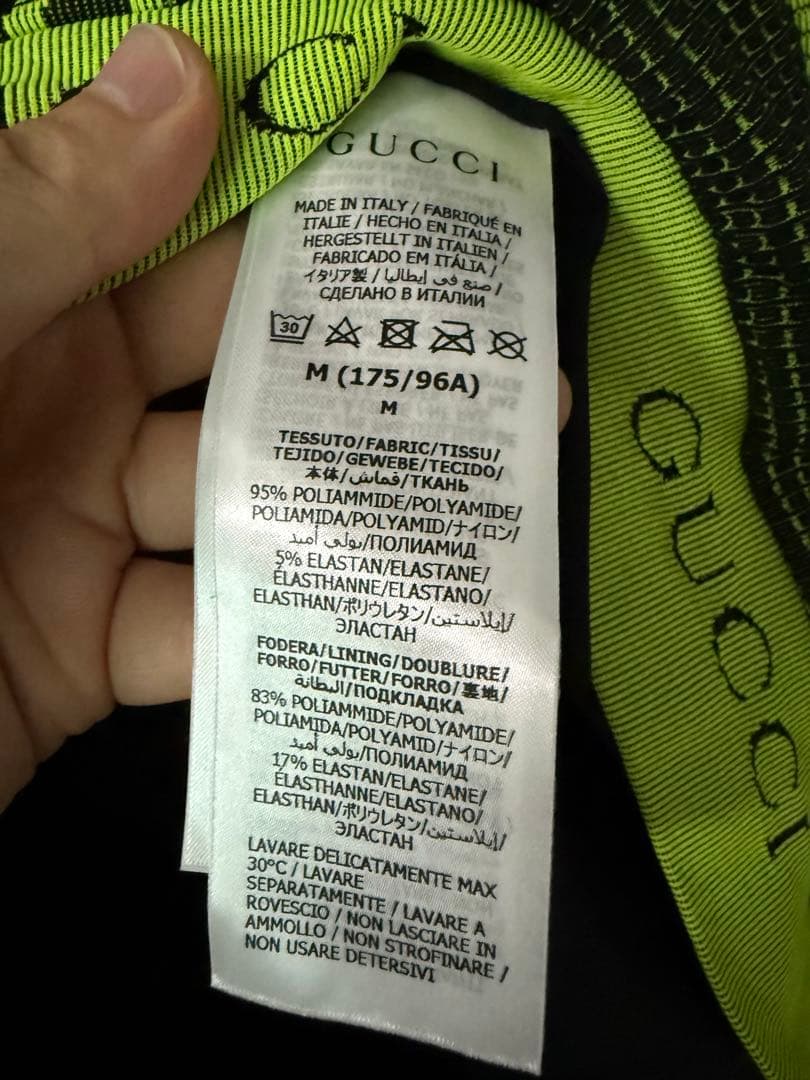 GUCCI
MADE IN ITALY / FABRIQUÉ EN
ITALIE / HECHO EN ITALIA /
HERGESTELLT IN ITALIEN /
FABRICADO EM ITÁLIA /
イタリア製 / صنع في إيطاليا /
СДЕЛАНО В ИТАЛИИ
30
M (175/96A)
M
TESSUTO/FABRIC/TISSU/
TEJIDO/GEWEBE/TECIDO/
本体/قماش/ТКАНЬ
95% POLIAMMIDE/POLYAMIDE/
POLIAMIDA/POLYAMID/ナイロン/
بولي أميد/ПОЛИАМИД
5% ELASTAN/ELASTANE/
ÉLASTHANNE/ELASTANO/
ELASTHAN/ポリウレタン/إيلاستين/
ЭЛАСТАН
FODERA/LINING/DOUBLURE/
FORRO/FUTTER/FORRO/裏地/
البطانة/ПОДКЛАДКА
83% POLIAMMIDE/POLYAMIDE/
POLIAMIDA/POLYAMID/ナイロン/
بولي أميد/ПОЛИАМИД
17% ELASTAN/ELASTANE/
ÉLASTHANNE/ELASTANO/
ELASTHAN/ポリウレタン/إيلاستين/
ЭЛАСТАН
LAVARE DELICATAMENTE MAX
30°C / LAVARE
SEPARATAMENTE / LAVARE A
ROVESCIO / NON LASCIARE IN
AMMOLLO / NON STROFINARE /
NON USARE DETERSIVI
GUCCI